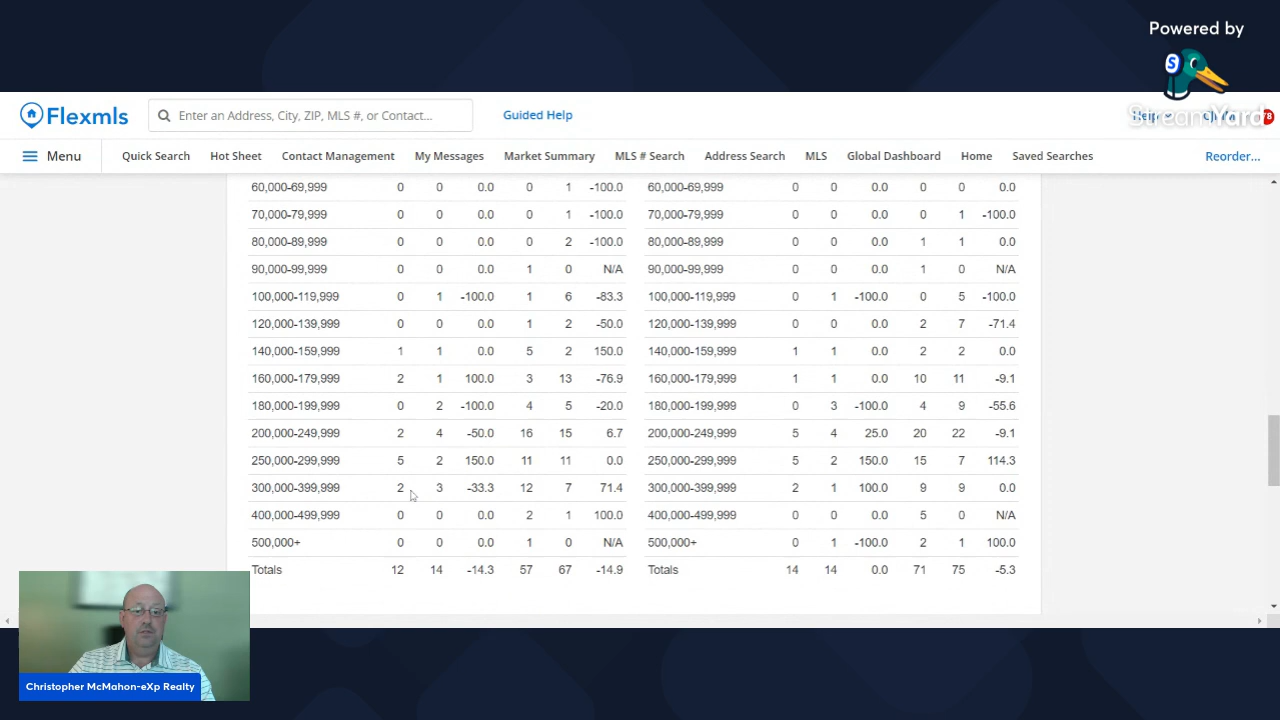 Powered by
S
StreamYard
Flexmls
Enter an Address, City, ZIP, MLS #, or Contact...
Guided Help
Help
78
Menu
Quick Search
Hot Sheet
Contact Management
My Messages
Market Summary
MLS # Search
Address Search
MLS
Global Dashboard
Home
Saved Searches
Reorder...
60,000-69,999 0 0 0.0 0 1 -100.0 60,000-69,999 0 0 0.0 0 0 0.0
70,000-79,999 0 0 0.0 0 1 -100.0 70,000-79,999 0 0 0.0 0 1 -100.0
80,000-89,999 0 0 0.0 0 2 -100.0 80,000-89,999 0 0 0.0 1 1 0.0
90,000-99,999 0 0 0.0 1 0 N/A 90,000-99,999 0 0 0.0 1 0 N/A
100,000-119,999 0 1 -100.0 1 6 -83.3 100,000-119,999 0 1 -100.0 0 5 -100.0
120,000-139,999 0 0 0.0 1 2 -50.0 120,000-139,999 0 0 0.0 2 7 -71.4
140,000-159,999 1 1 0.0 5 2 150.0 140,000-159,999 1 1 0.0 2 2 0.0
160,000-179,999 2 1 100.0 3 13 -76.9 160,000-179,999 1 1 0.0 10 11 -9.1
180,000-199,999 0 2 -100.0 4 5 -20.0 180,000-199,999 0 3 -100.0 4 9 -55.6
200,000-249,999 2 4 -50.0 16 15 6.7 200,000-249,999 5 4 25.0 20 22 -9.1
250,000-299,999 5 2 150.0 11 11 0.0 250,000-299,999 5 2 150.0 15 7 114.3
300,000-399,999 2 3 -33.3 12 7 71.4 300,000-399,999 2 1 100.0 9 9 0.0
400,000-499,999 0 0 0.0 2 1 100.0 400,000-499,999 0 0 0.0 5 0 N/A
500,000+ 0 0 0.0 1 0 N/A 500,000+ 0 1 -100.0 2 1 100.0
Totals 12 14 -14.3 57 67 -14.9 Totals 14 14 0.0 71 75 -5.3
Christopher McMahon-eXp Realty